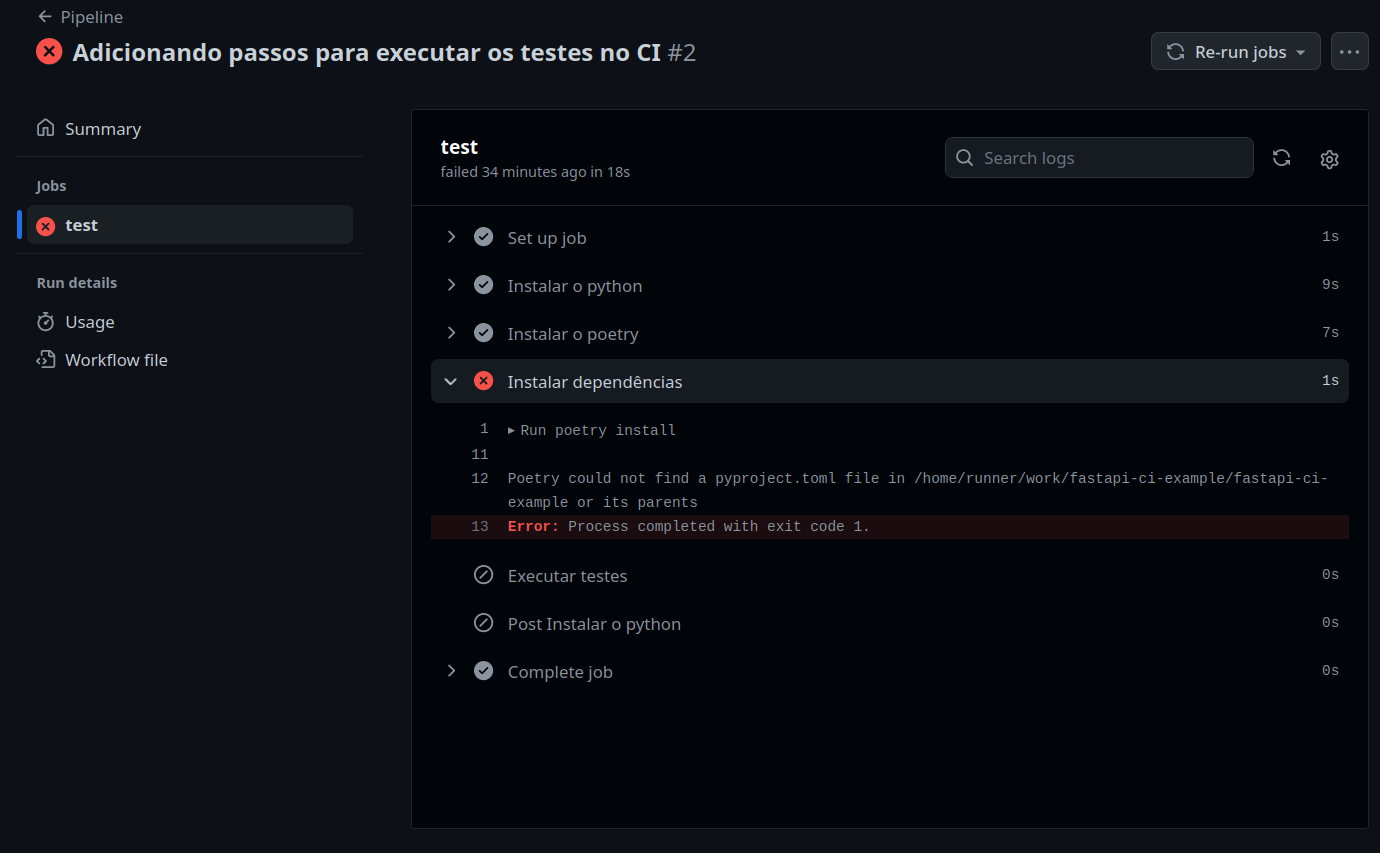 Pipeline
Adicionando passos para executar os testes no CI #2
Re-run jobs
Summary
Jobs
test
Run details
Usage
Workflow file
test
failed 34 minutes ago in 18s
Search logs
Set up job 1s
Instalar o python 9s
Instalar o poetry 7s
Instalar dependências 1s
1 Run poetry install
11
12 Poetry could not find a pyproject.toml file in /home/runner/work/fastapi-ci-example/fastapi-ci-
example or its parents
13 Error: Process completed with exit code 1.
Executar testes 0s
Post Instalar o python 0s
Complete job 0s